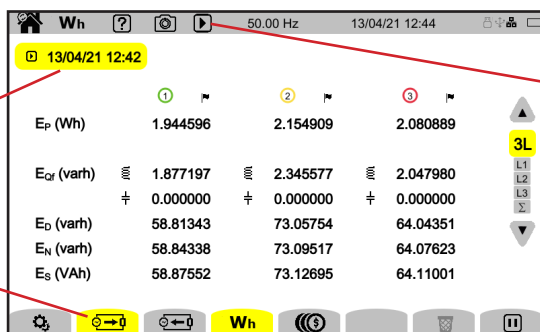 Wh ? 50.00 Hz 13/04/21 12:44
13/04/21 12:42
1 2 3
EP (Wh) 1.944596 2.154909 2.080889
EQf (varh) 1.877197 2.345577 2.047980
0.000000 0.000000 0.000000
ED (varh) 58.81343 73.05754 64.04351
EN (varh) 58.84338 73.09517 64.07623
ES (VAh) 58.87552 73.12695 64.11001
3L
L1
L2
L3
Σ
Wh $